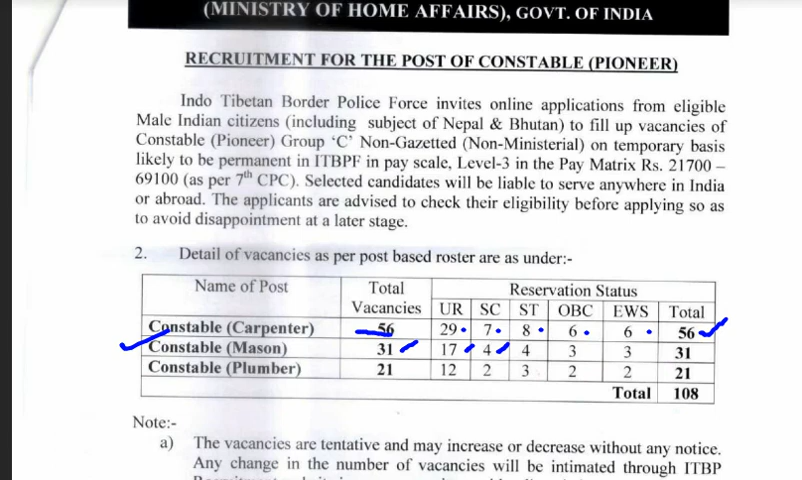 (MINISTRY OF HOME AFFAIRS), GOVT. OF INDIA
RECRUITMENT FOR THE POST OF CONSTABLE (PIONEER)
Indo Tibetan Border Police Force invites online applications from eligible
Male Indian citizens (including subject of Nepal & Bhutan) to fill up vacancies of
Constable (Pioneer) Group ‘C’ Non-Gazetted (Non-Ministerial) on temporary basis
likely to be permanent in ITBPF in pay scale, Level-3 in the Pay Matrix Rs. 21700 –
69100 (as per 7th CPC). Selected candidates will be liable to serve anywhere in India
or abroad. The applicants are advised to check their eligibility before applying so as
to avoid disappointment at a later stage.
2. Detail of vacancies as per post based roster are as under:-
Name of Post Total Vacancies Reservation Status
UR SC ST OBC EWS Total
Constable (Carpenter) 56 29 7 8 6 6 56
Constable (Mason) 31 17 4 4 3 3 31
Constable (Plumber) 21 12 2 3 2 2 21
Total 108
Note:-
a) The vacancies are tentative and may increase or decrease without any notice.
Any change in the number of vacancies will be intimated through ITBP